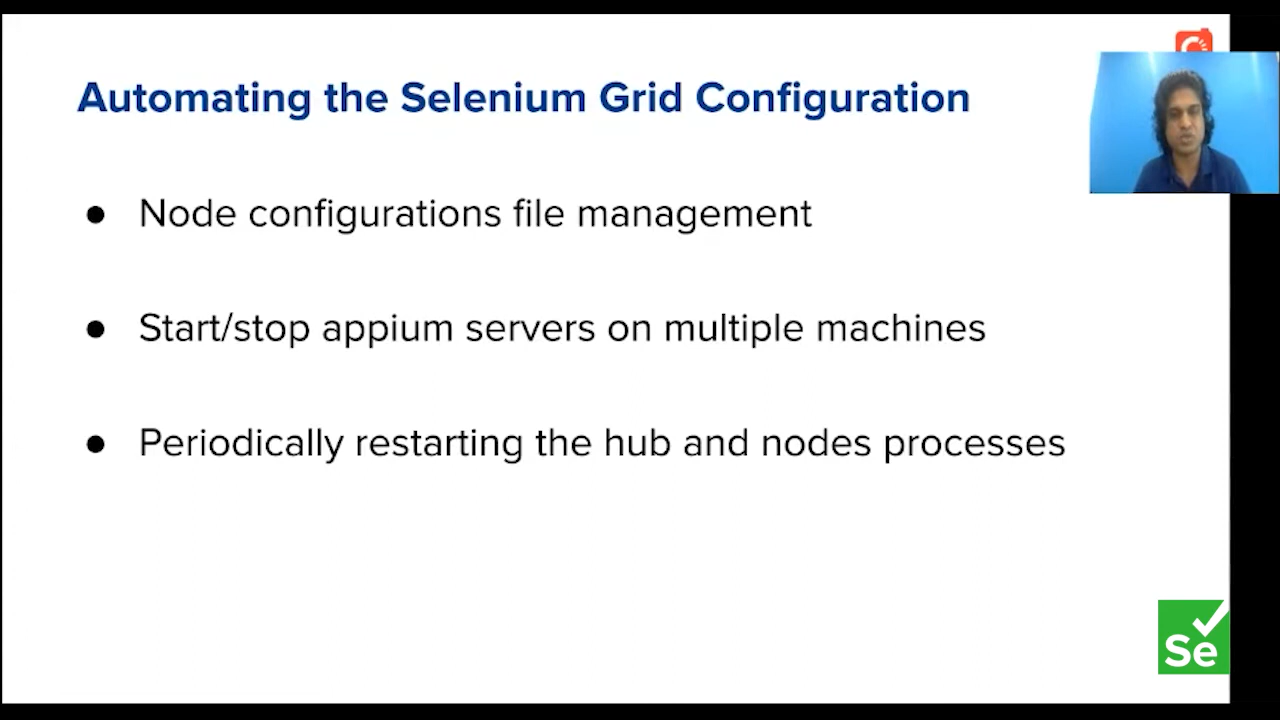 Automating the Selenium Grid Configuration
● Node configurations file management
● Start/stop appium servers on multiple machines
● Periodically restarting the hub and nodes processes
Se